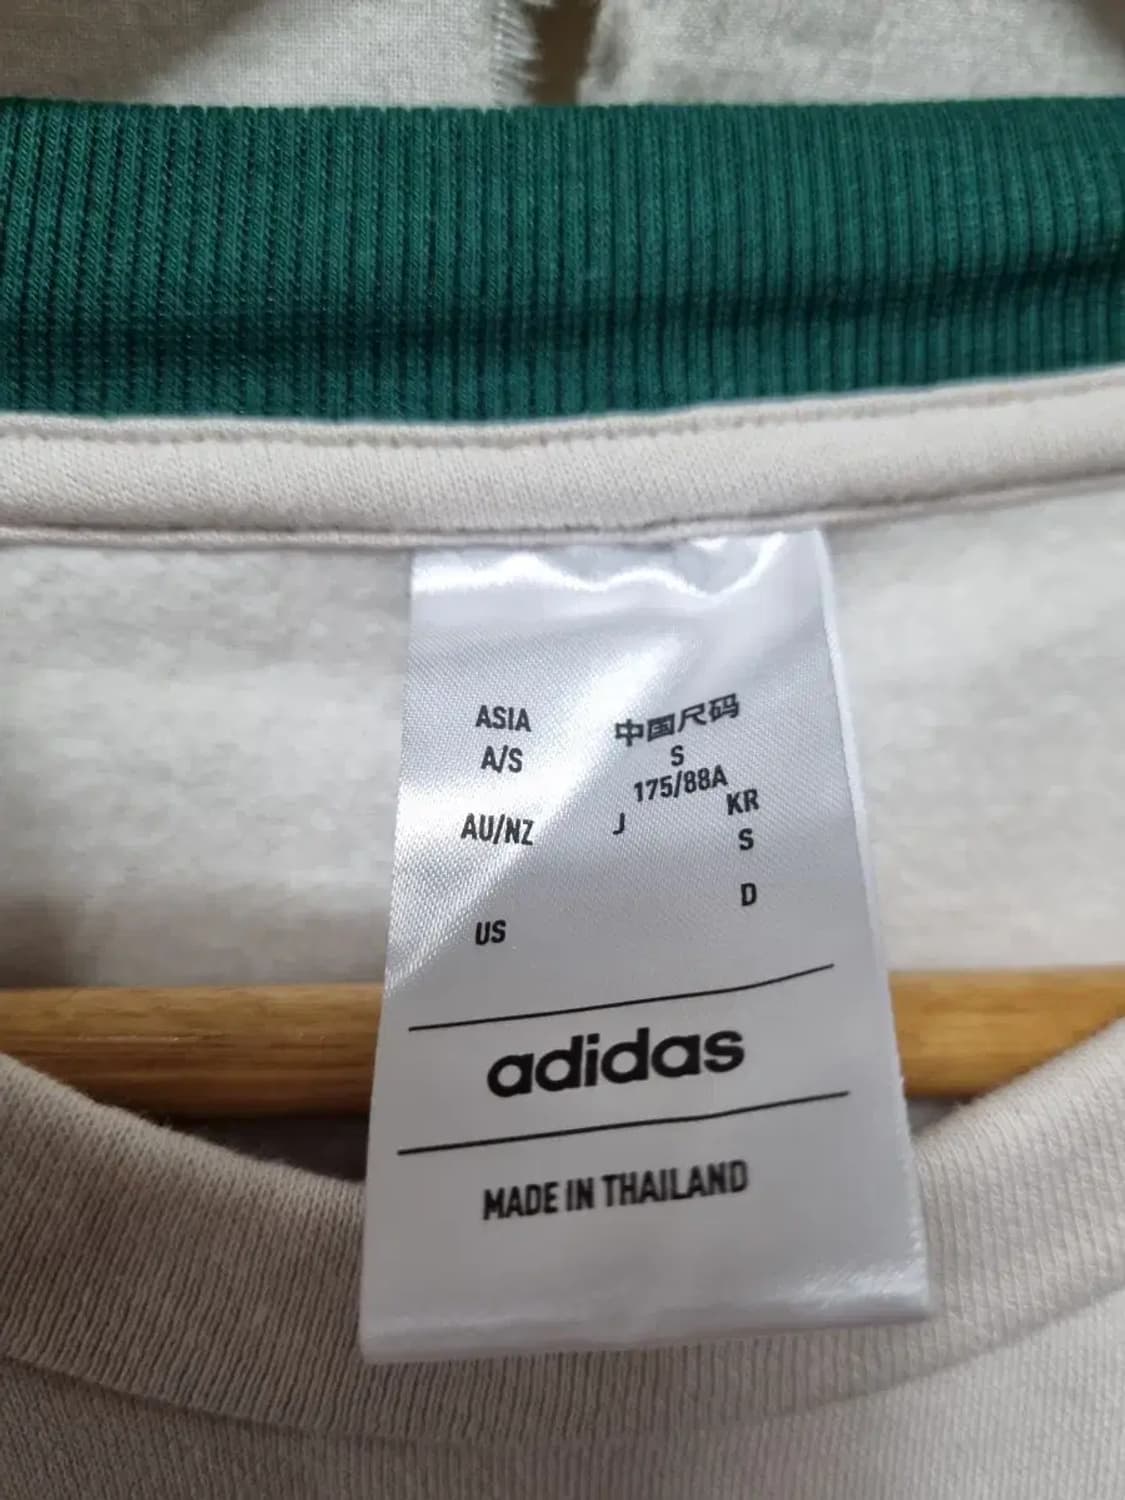 ASIA 中国尺码
A/S S
175/88A
AU/NZ J KR
S
D
US
adidas
MADE IN THAILAND